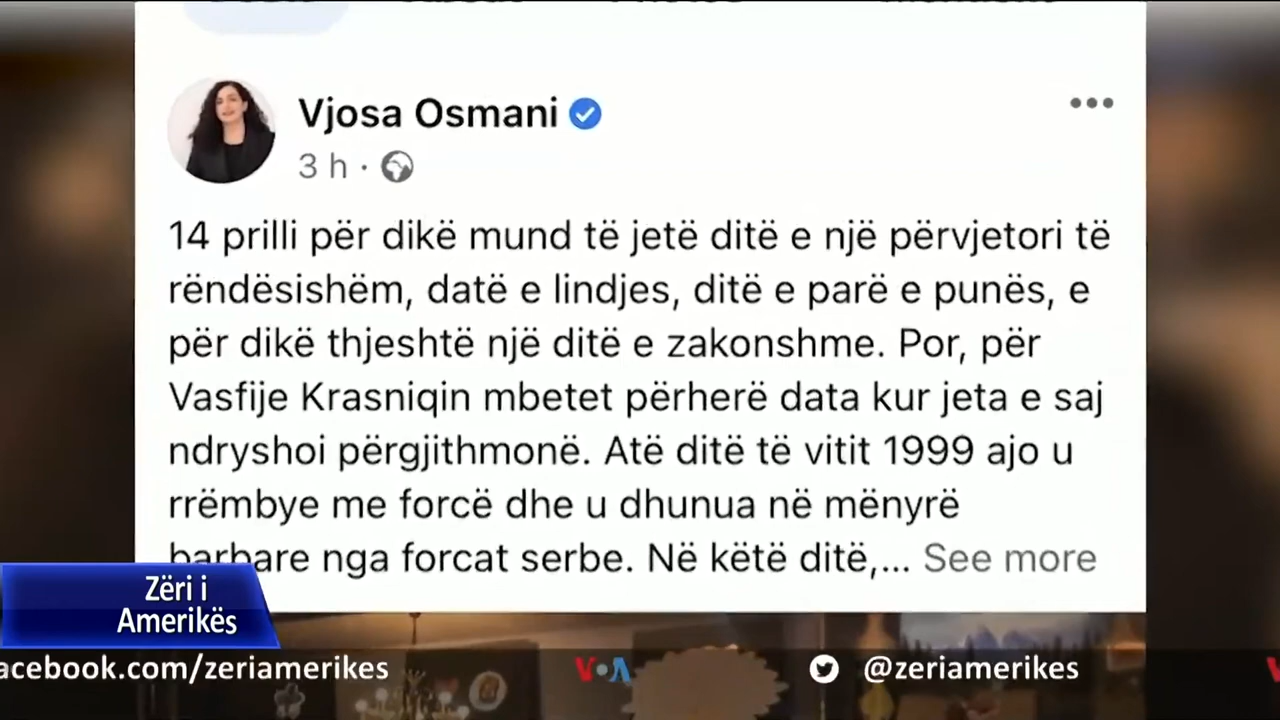 Vjosa Osmani
3 h ·
14 prilli për dikë mund të jetë ditë e një përvjetori të
rëndësishëm, datë e lindjes, ditë e parë e punës, e
për dikë thjeshtë një ditë e zakonshme. Por, për
Vasfije Krasniqin mbetet përherë data kur jeta e saj
ndryshoi përgjithmonë. Atë ditë të vitit 1999 ajo u
rrëmbye me forcë dhe u dhunua në mënyrë
barbare nga forcat serbe. Në këtë ditë,... See more
Zëri i
Amerikës
acebook.com/zeriamerikes VOA @zeriamerikes